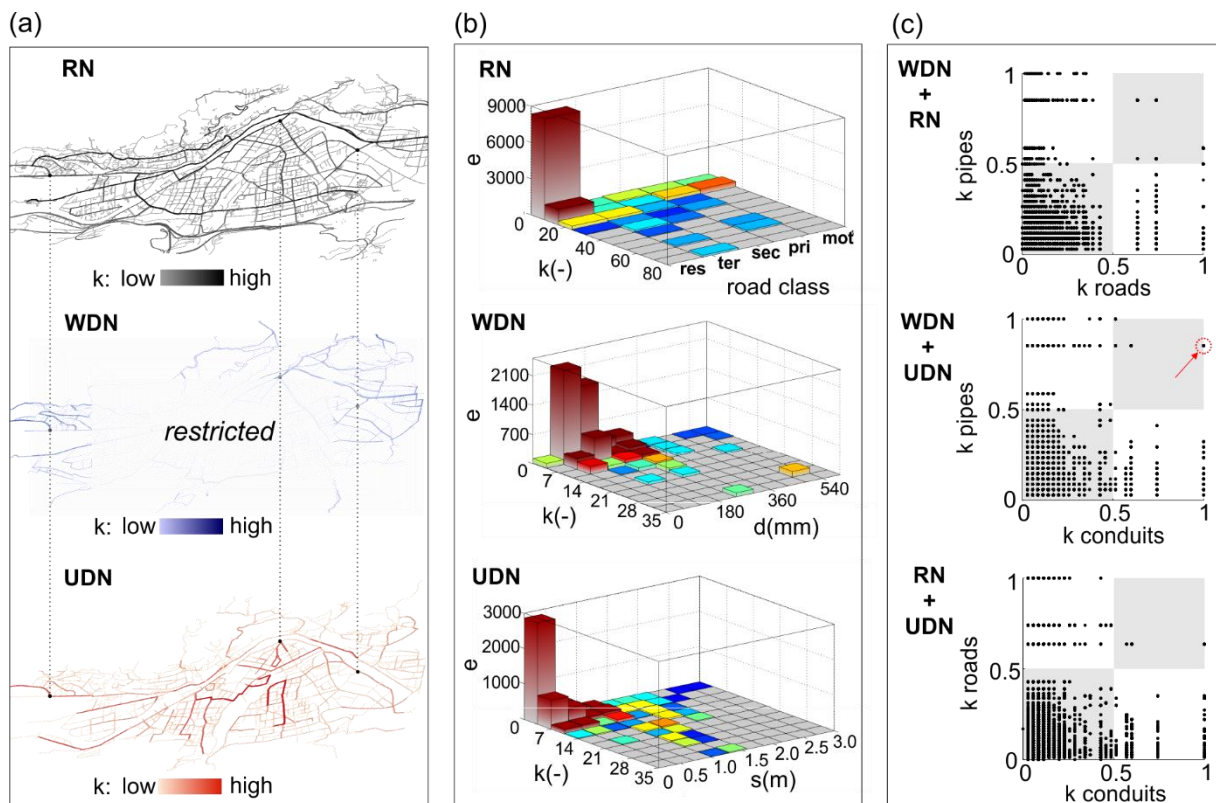 (a)
RN
k: low high
WDN
restricted
k: low high
UDN
k: low high
(b)
RN
9000
6000
3000
0
e
20
40
60
80
k(-)
res
ter
sec
pri
mot
road class
WDN
2100
1400
700
0
e
7
14
21
28
35
k(-)
0
180
360
540
d(mm)
UDN
3000
2000
1000
0
e
7
14
21
28
35
k(-)
0
0.5
1.0
1.5
2.0
2.5
3.0
s(m)
(c)
WDN
+
RN
k pipes
1
0.5
0
0 0.5 1
k roads
WDN
+
UDN
k pipes
1
0.5
0
0 0.5 1
k conduits
RN
+
UDN
k roads
1
0.5
0
0 0.5 1
k conduits